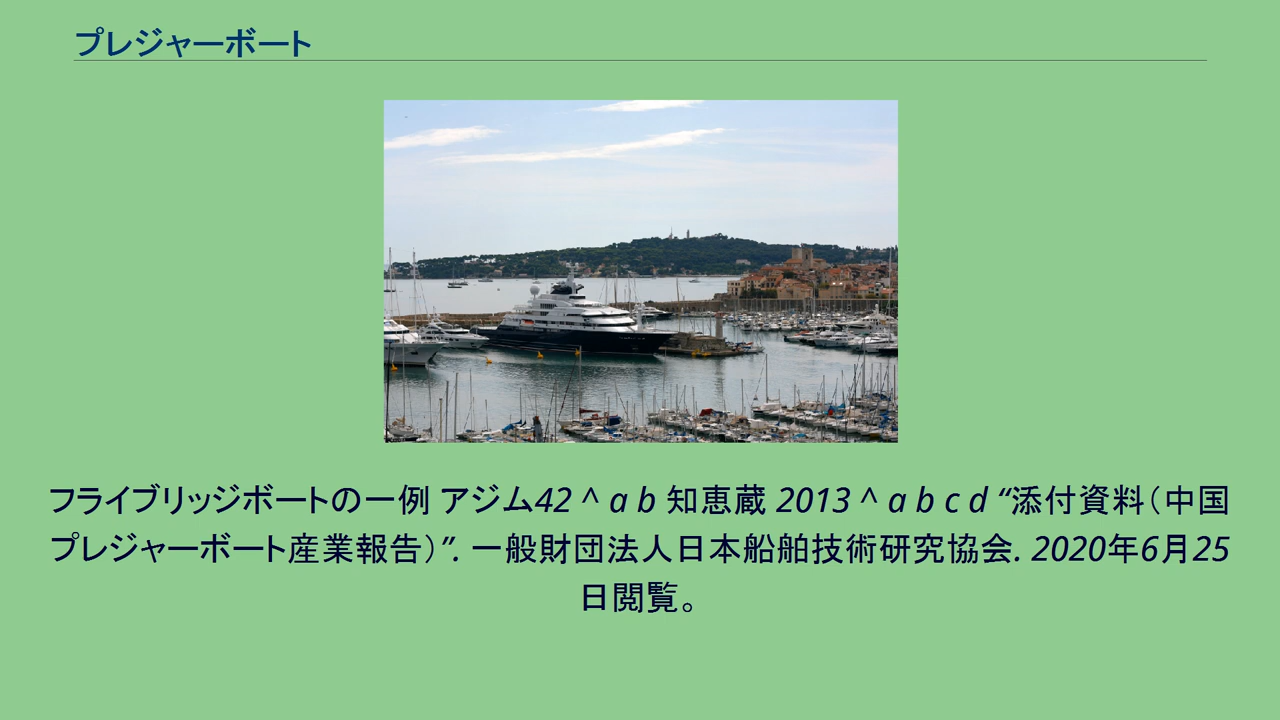 プレジャーボート
フライブリッジボートの一例 アジム42 ^ a b 知恵蔵 2013 ^ a b c d “添付資料（中国
プレジャーボート産業報告）”. 一般財団法人日本船舶技術研究協会. 2020年6月25
日閲覧。